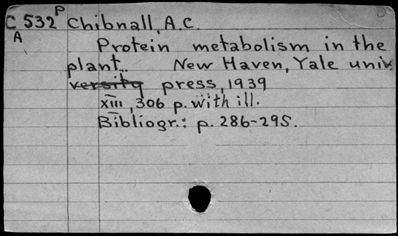 P
C 532 Chibnall, A.C.
A
Protein metabolism in the
plant... New Haven, Yale univ.
versity press, 1939
XIII, 306 p. with ill.
Bibliogr.: p. 286-295.